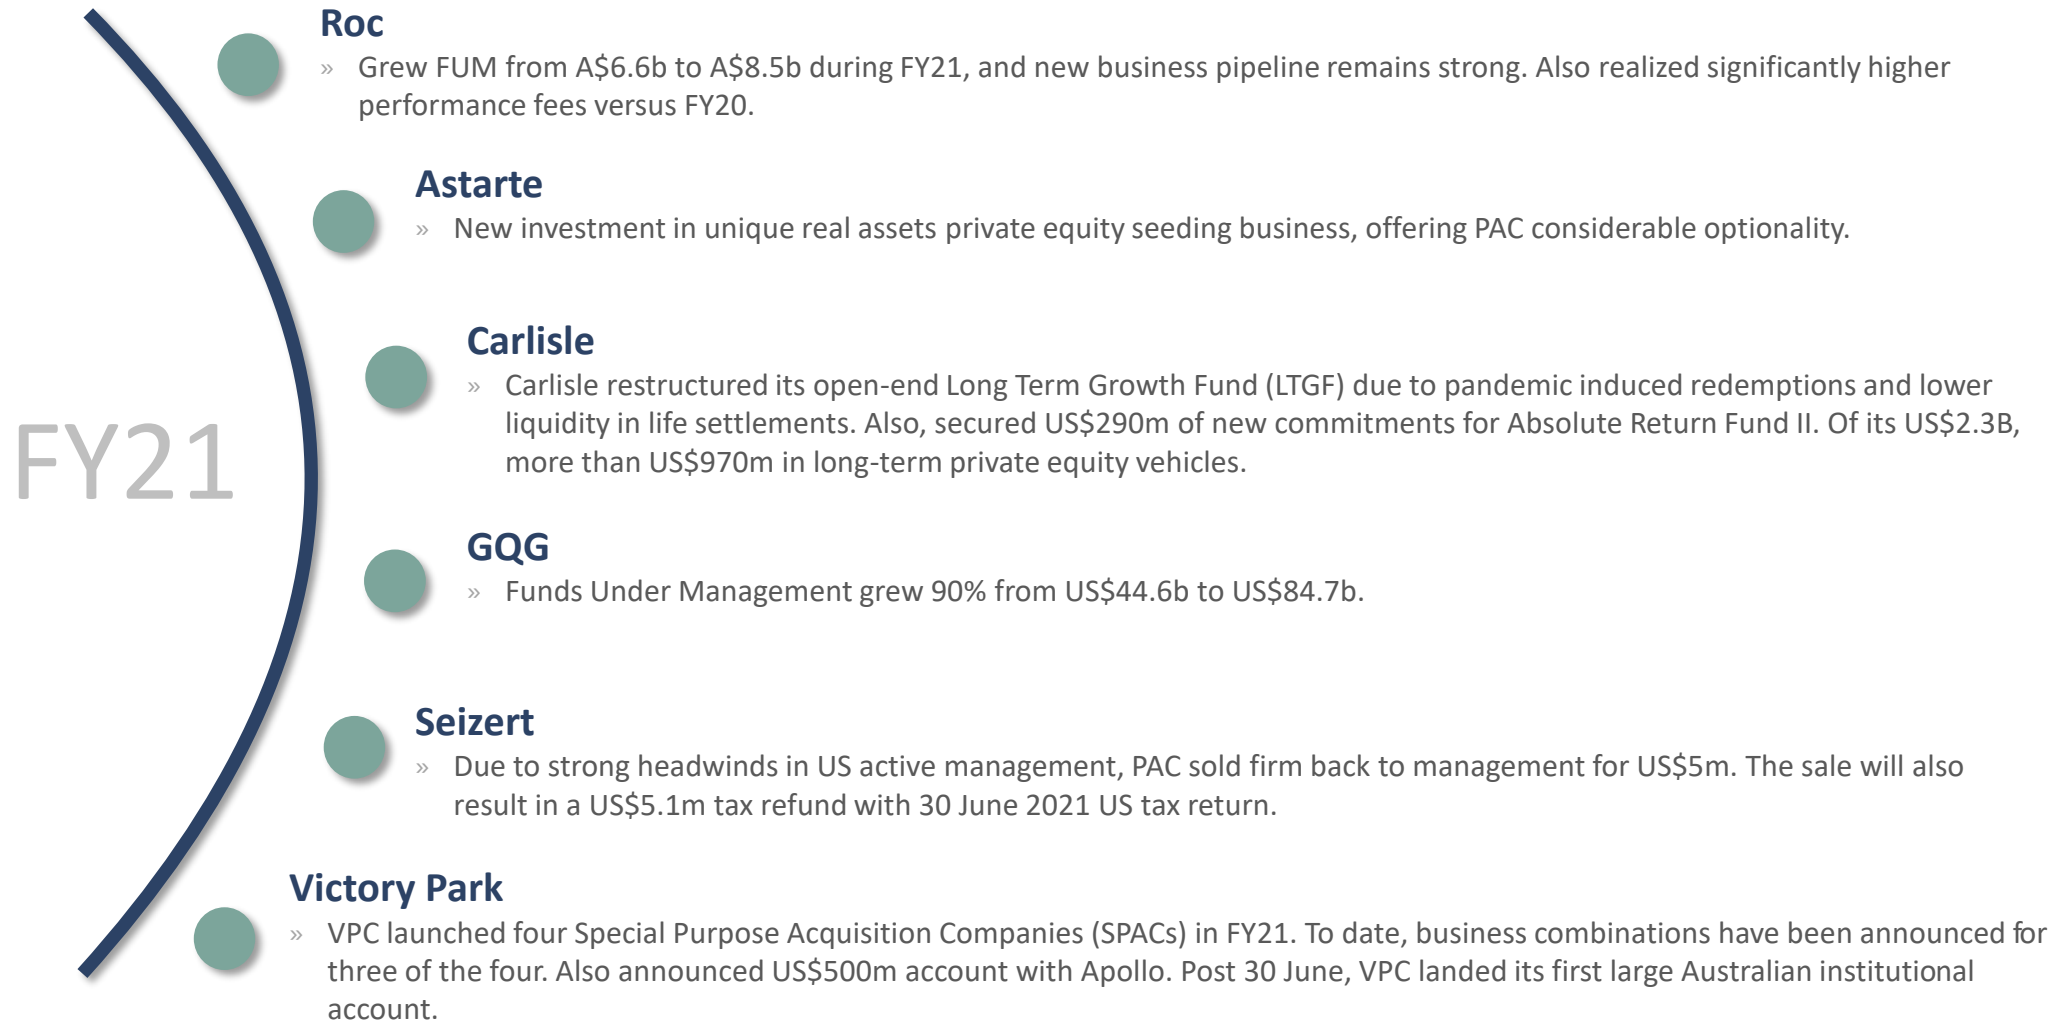 Roc
» Grew FUM from A$6.6b to A$8.5b during FY21, and new business pipeline remains strong. Also realized significantly higher
performance fees versus FY20.
Astarte
» New investment in unique real assets private equity seeding business, offering PAC considerable optionality.
Carlisle
» Carlisle restructured its open-end Long Term Growth Fund (LTGF) due to pandemic induced redemptions and lower
liquidity in life settlements. Also, secured US$290m of new commitments for Absolute Return Fund II. Of its US$2.3B,
more than US$970m in long-term private equity vehicles.
FY21
GQG
» Funds Under Management grew 90% from US$44.6b to US$84.7b.
Seizert
» Due to strong headwinds in US active management, PAC sold firm back to management for US$5m. The sale will also
result in a US$5.1m tax refund with 30 June 2021 US tax return.
Victory Park
» VPC launched four Special Purpose Acquisition Companies (SPACs) in FY21. To date, business combinations have been announced for
three of the four. Also announced US$500m account with Apollo. Post 30 June, VPC landed its first large Australian institutional
account.